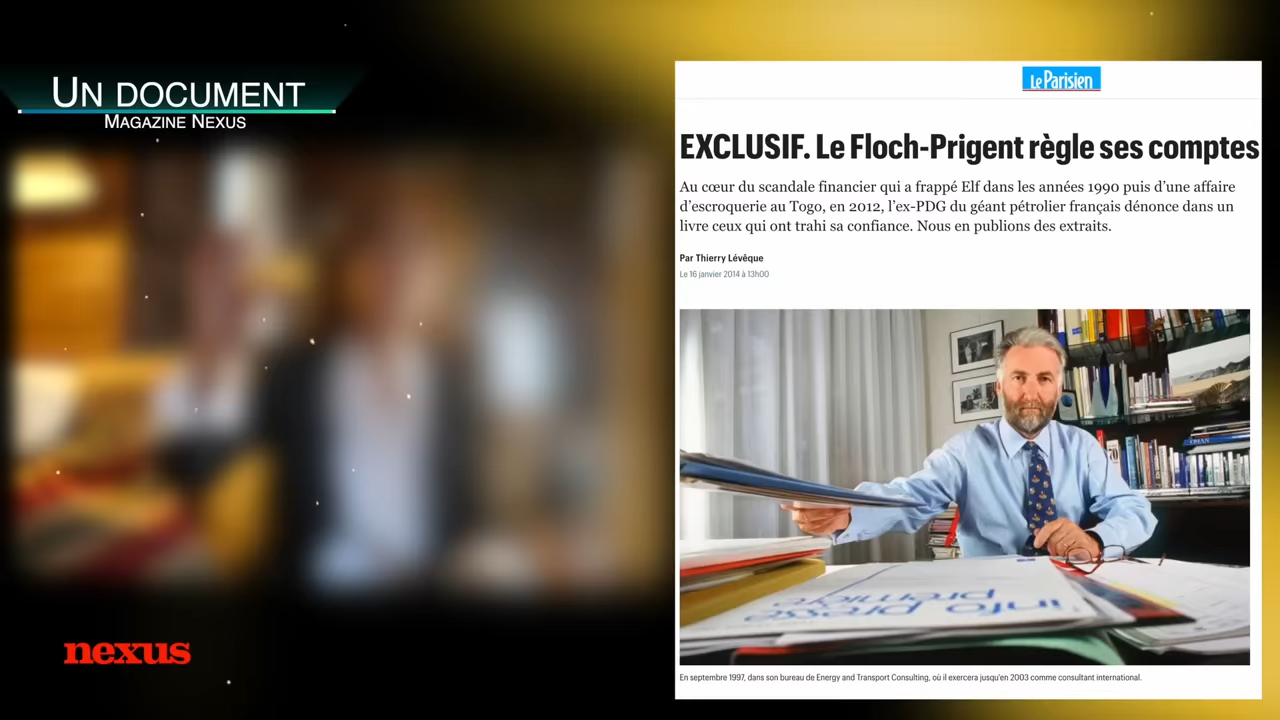 Un document
Magazine Nexus
Le Parisien
EXCLUSIF. Le Floch-Prigent règle ses comptes
Au cœur du scandale financier qui a frappé Elf dans les années 1990 puis d’une affaire
d’escroquerie au Togo, en 2012, l’ex-PDG du géant pétrolier français dénonce dans un
livre ceux qui ont trahi sa confiance. Nous en publions des extraits.
Par Thierry Lévêque
Le 16 janvier 2014 à 13h00
info presse
première
En septembre 1997, dans son bureau de Energy and Transport Consulting, où il exercera jusqu'en 2003 comme consultant international.
nexus